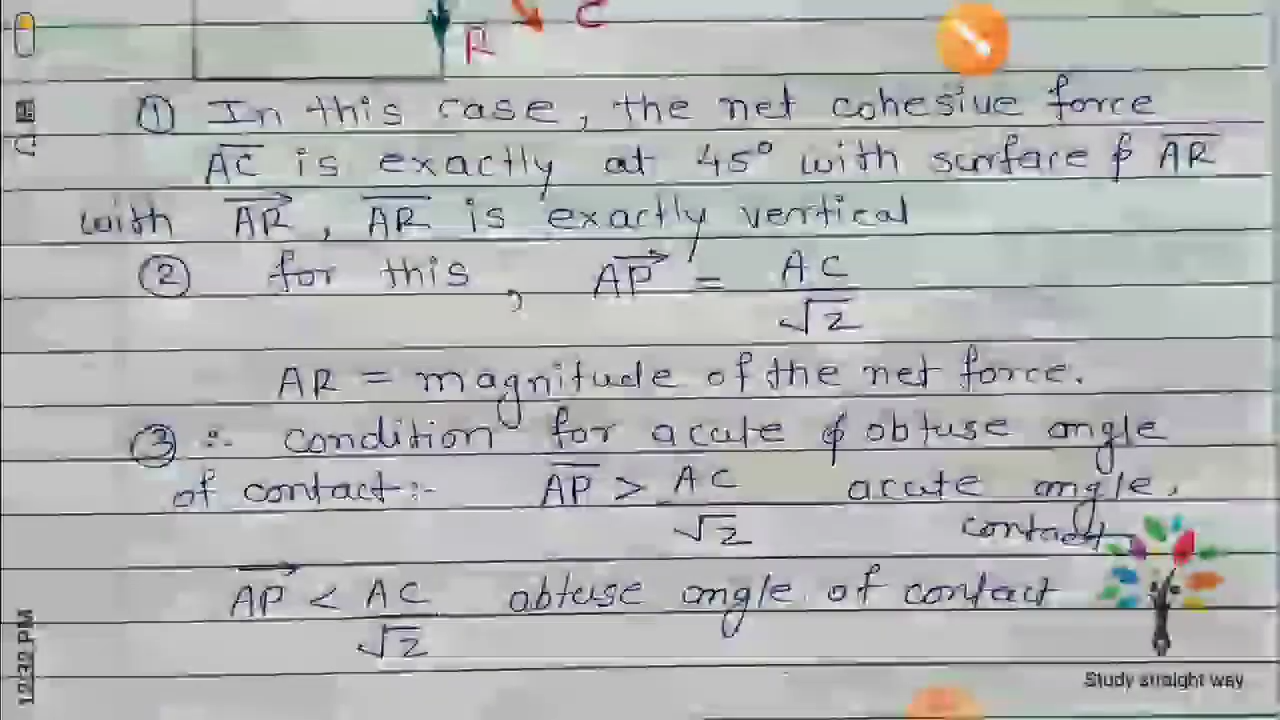 R C
① In this case, the net cohesive force
AC is exactly at 45° with surface & AR
with AR, AR is exactly vertical
② for this, AP = AC/√2
AR = magnitude of the net force.
③ ∴ condition for acute & obtuse angle
of contact:- AP > AC/√2 acute angle.
contact
AP < AC/√2 obtuse angle of contact
Study straight way
12:32 PM